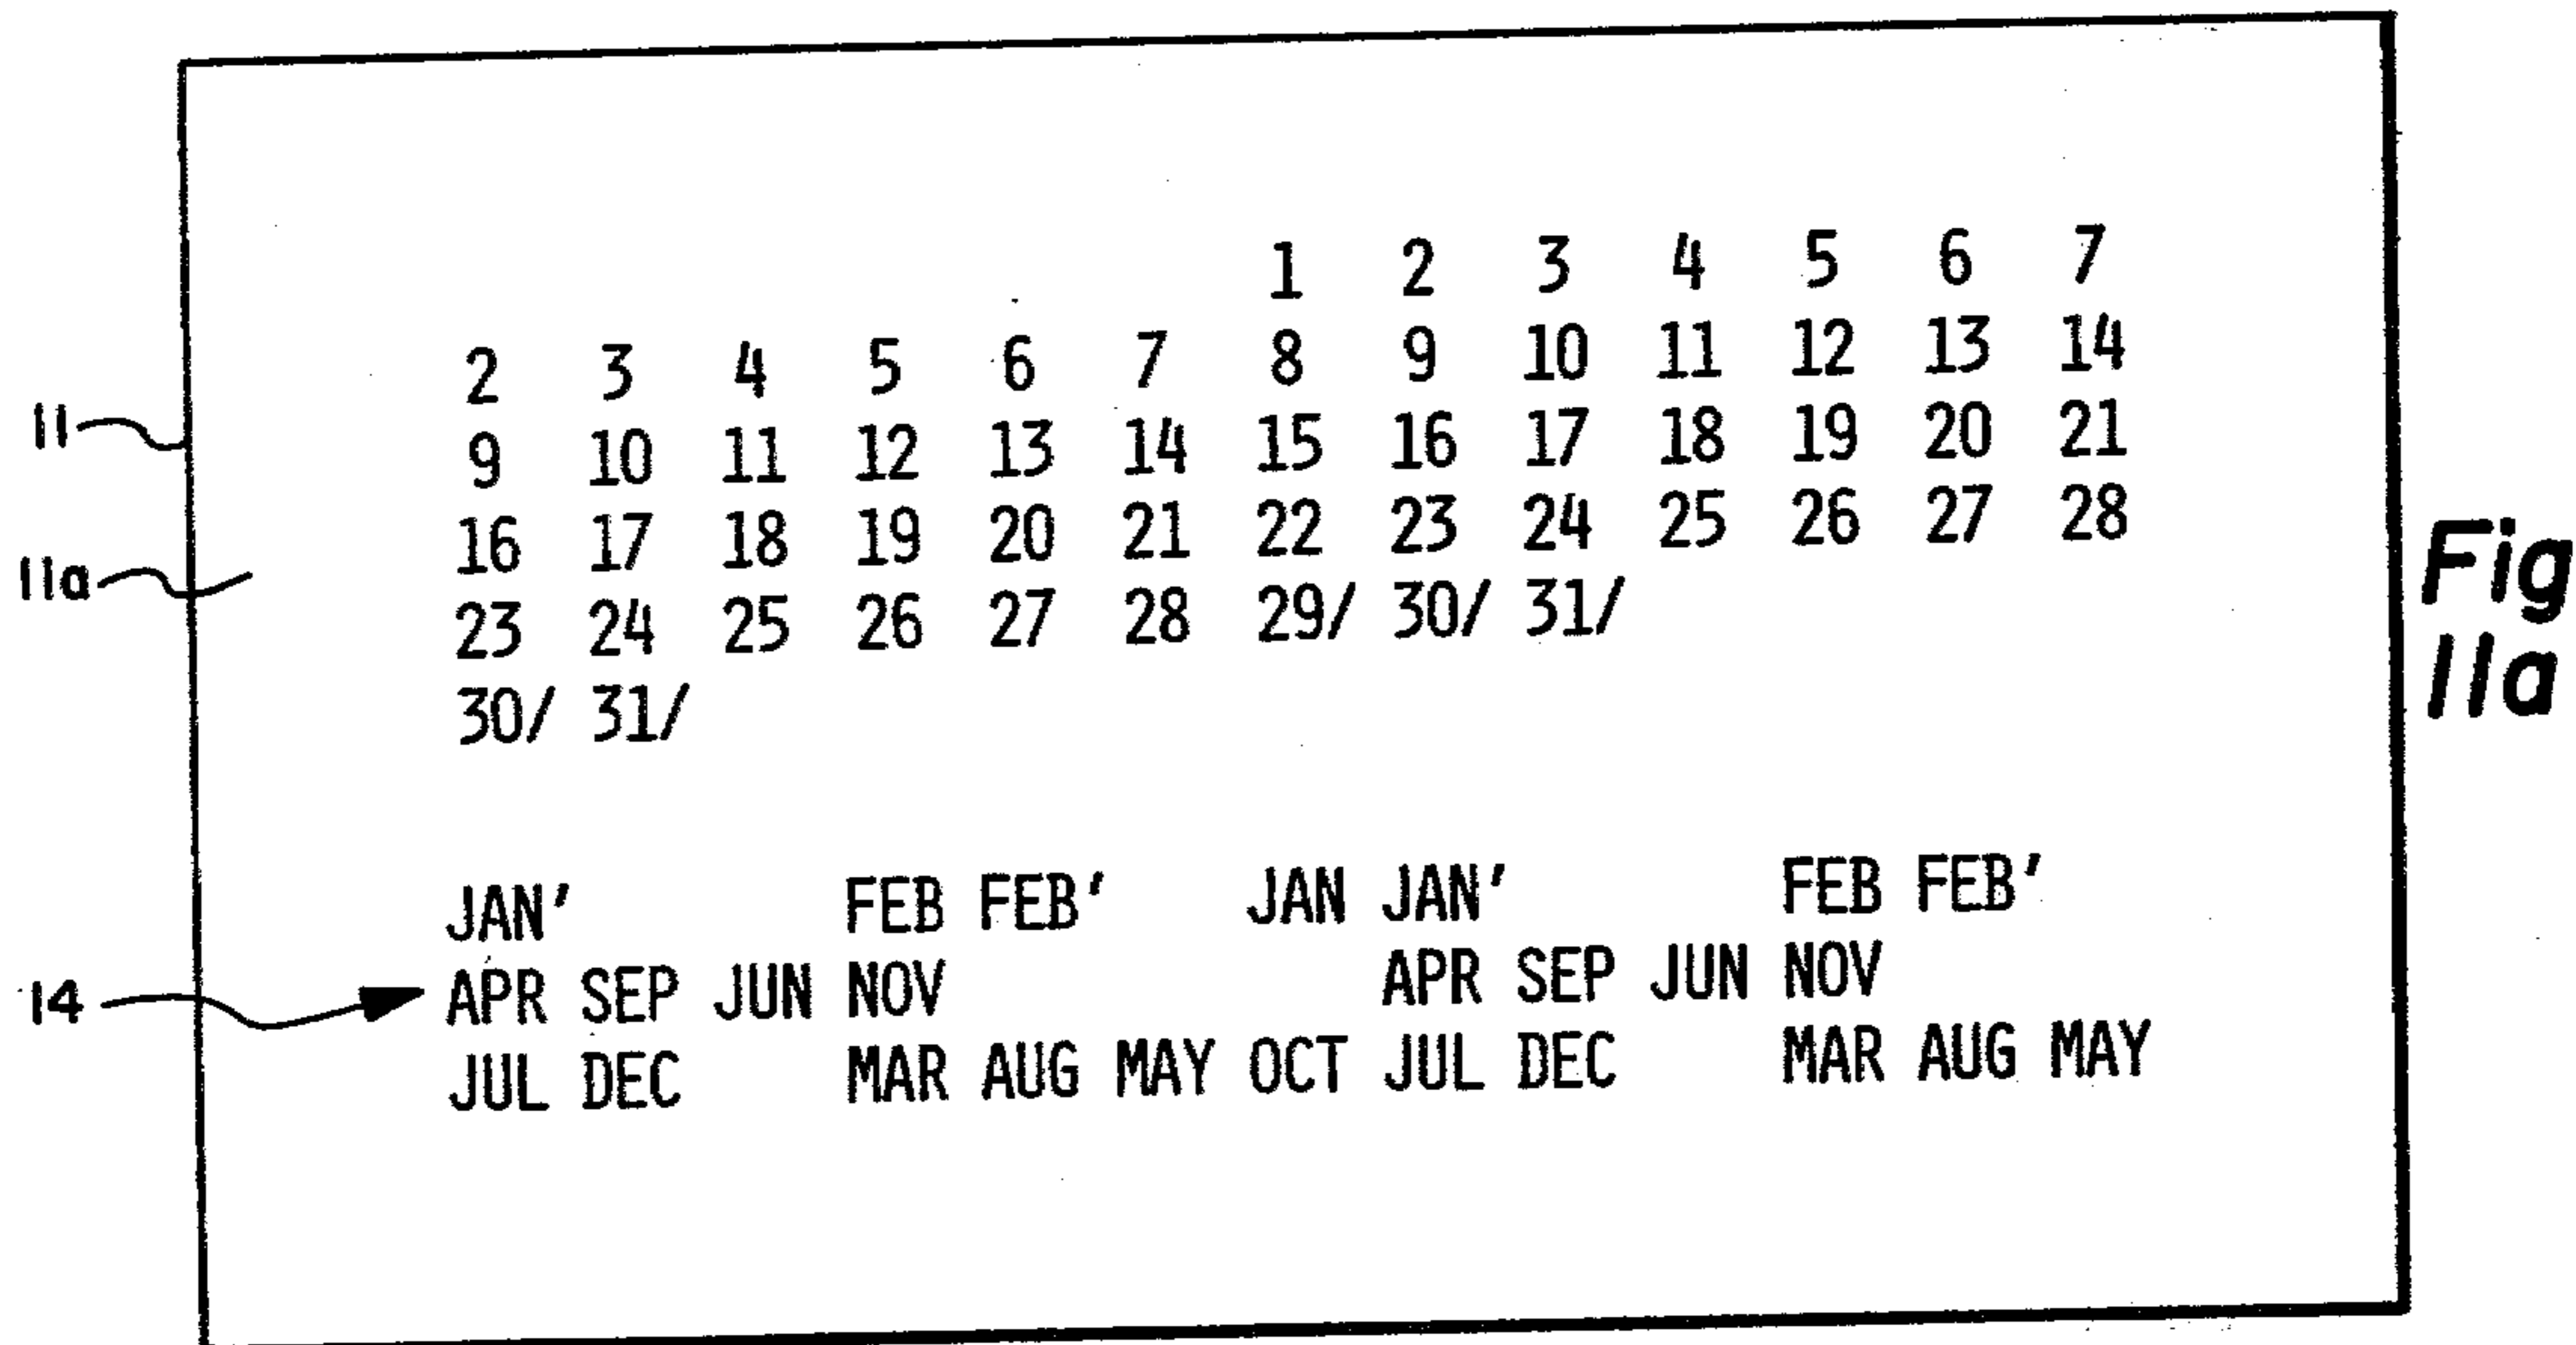 1 2 3 4 5 6 7
2 3 4 5 6 7 8 9 10 11 12 13 14
11
9 10 11 12 13 14 15 16 17 18 19 20 21
16 17 18 19 20 21 22 23 24 25 26 27 28
11a
23 24 25 26 27 28 29/ 30/ 31/
30/ 31/
Fig
11a
JAN' FEB FEB' JAN JAN' FEB FEB'
14
APR SEP JUN NOV APR SEP JUN NOV
JUL DEC MAR AUG MAY OCT JUL DEC MAR AUG MAY